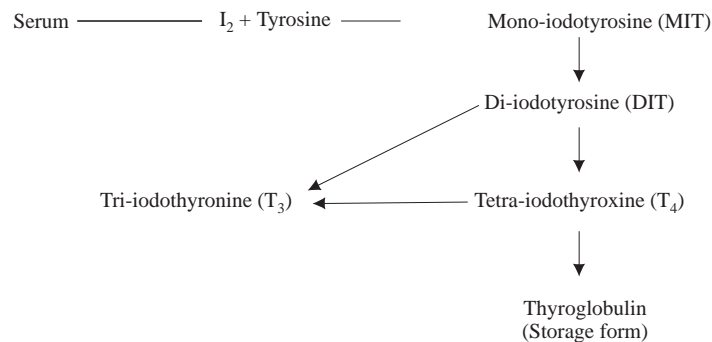 Serum I₂ + Tyrosine Mono-iodotyrosine (MIT)
Di-iodotyrosine (DIT)
Tri-iodothyronine (T₃) Tetra-iodothyroxine (T₄)
Thyroglobulin
(Storage form)